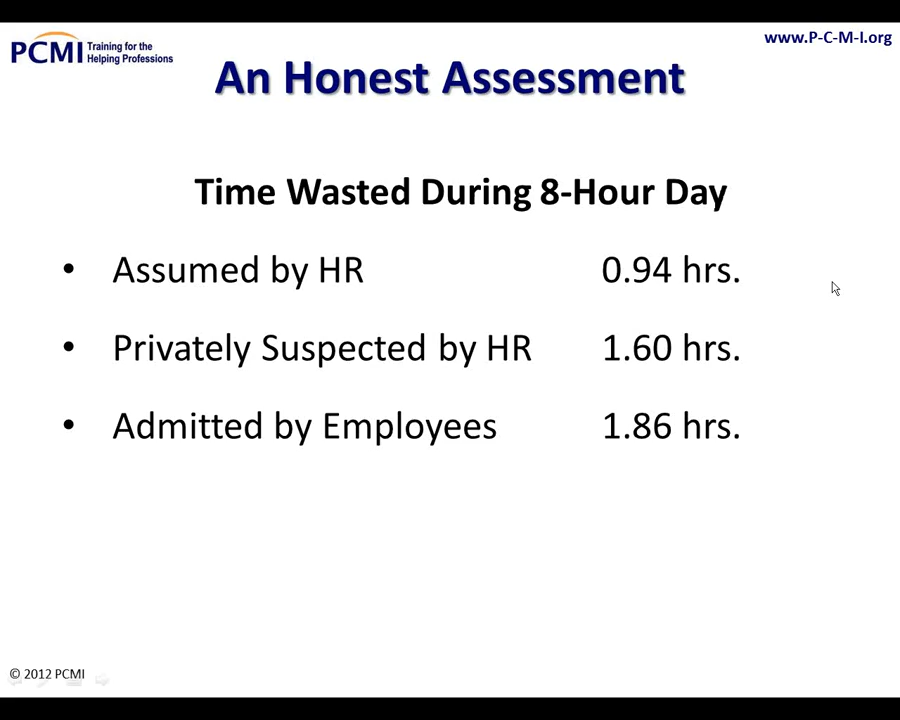 PCMI Training for the
Helping Professions
www.P-C-M-I.org
An Honest Assessment
Time Wasted During 8-Hour Day
• Assumed by HR 0.94 hrs.
• Privately Suspected by HR 1.60 hrs.
• Admitted by Employees 1.86 hrs.
© 2012 PCMI